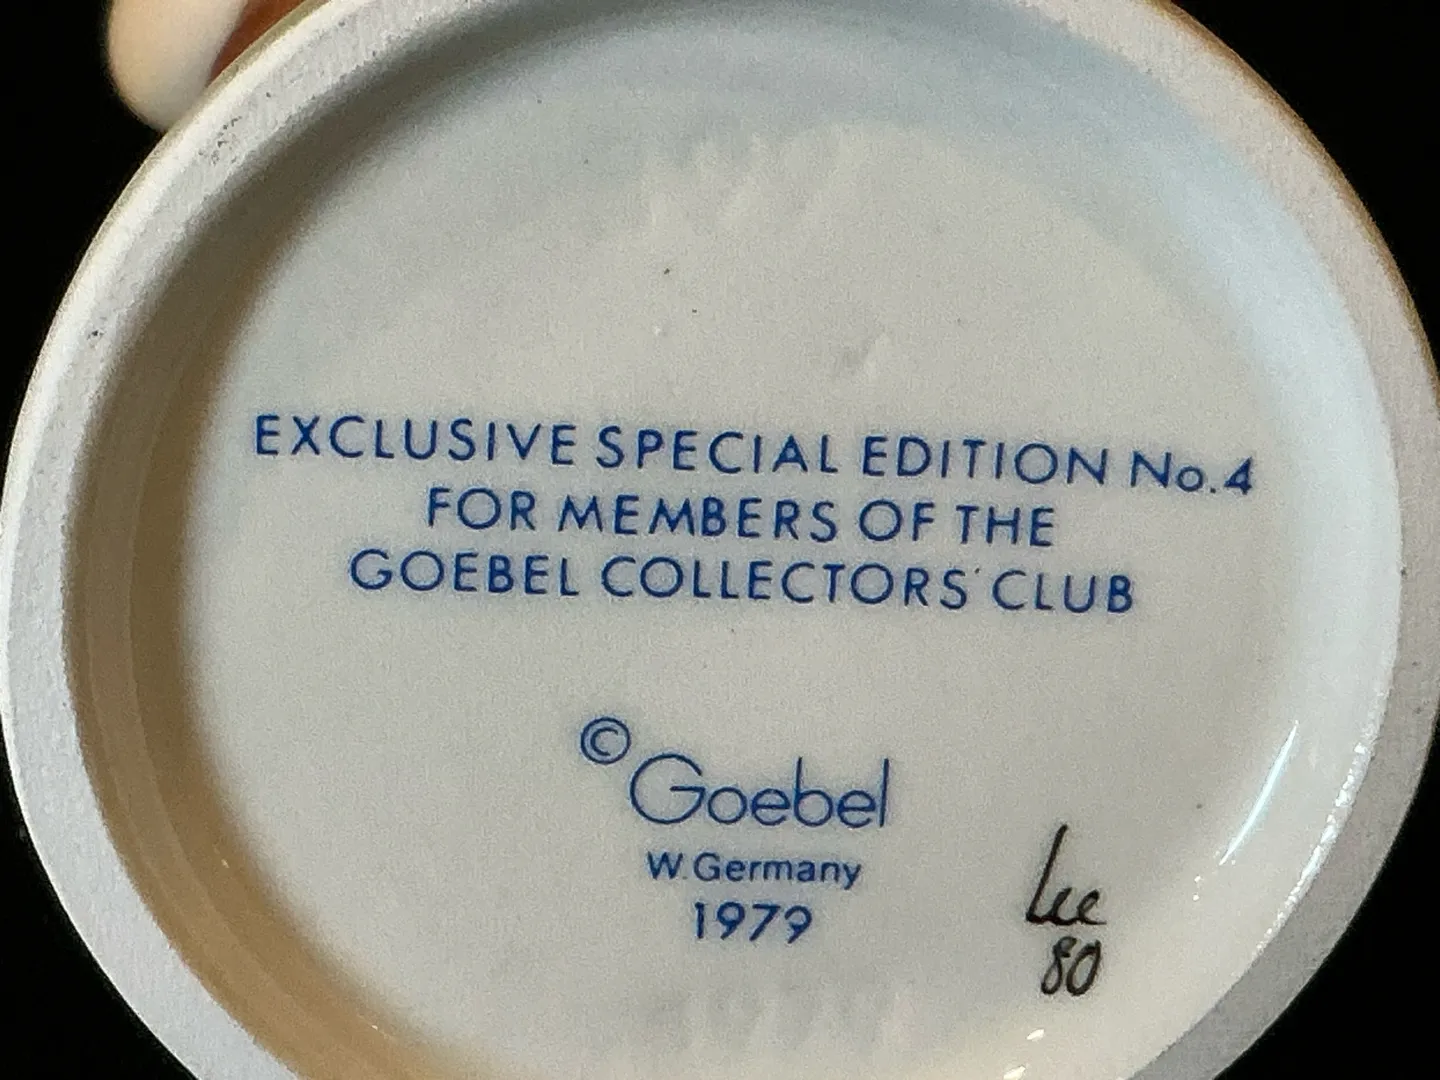 EXCLUSIVE SPECIAL EDITION No.4
FOR MEMBERS OF THE
GOEBEL COLLECTORS' CLUB
© Goebel
W. Germany
1979
Lee
80